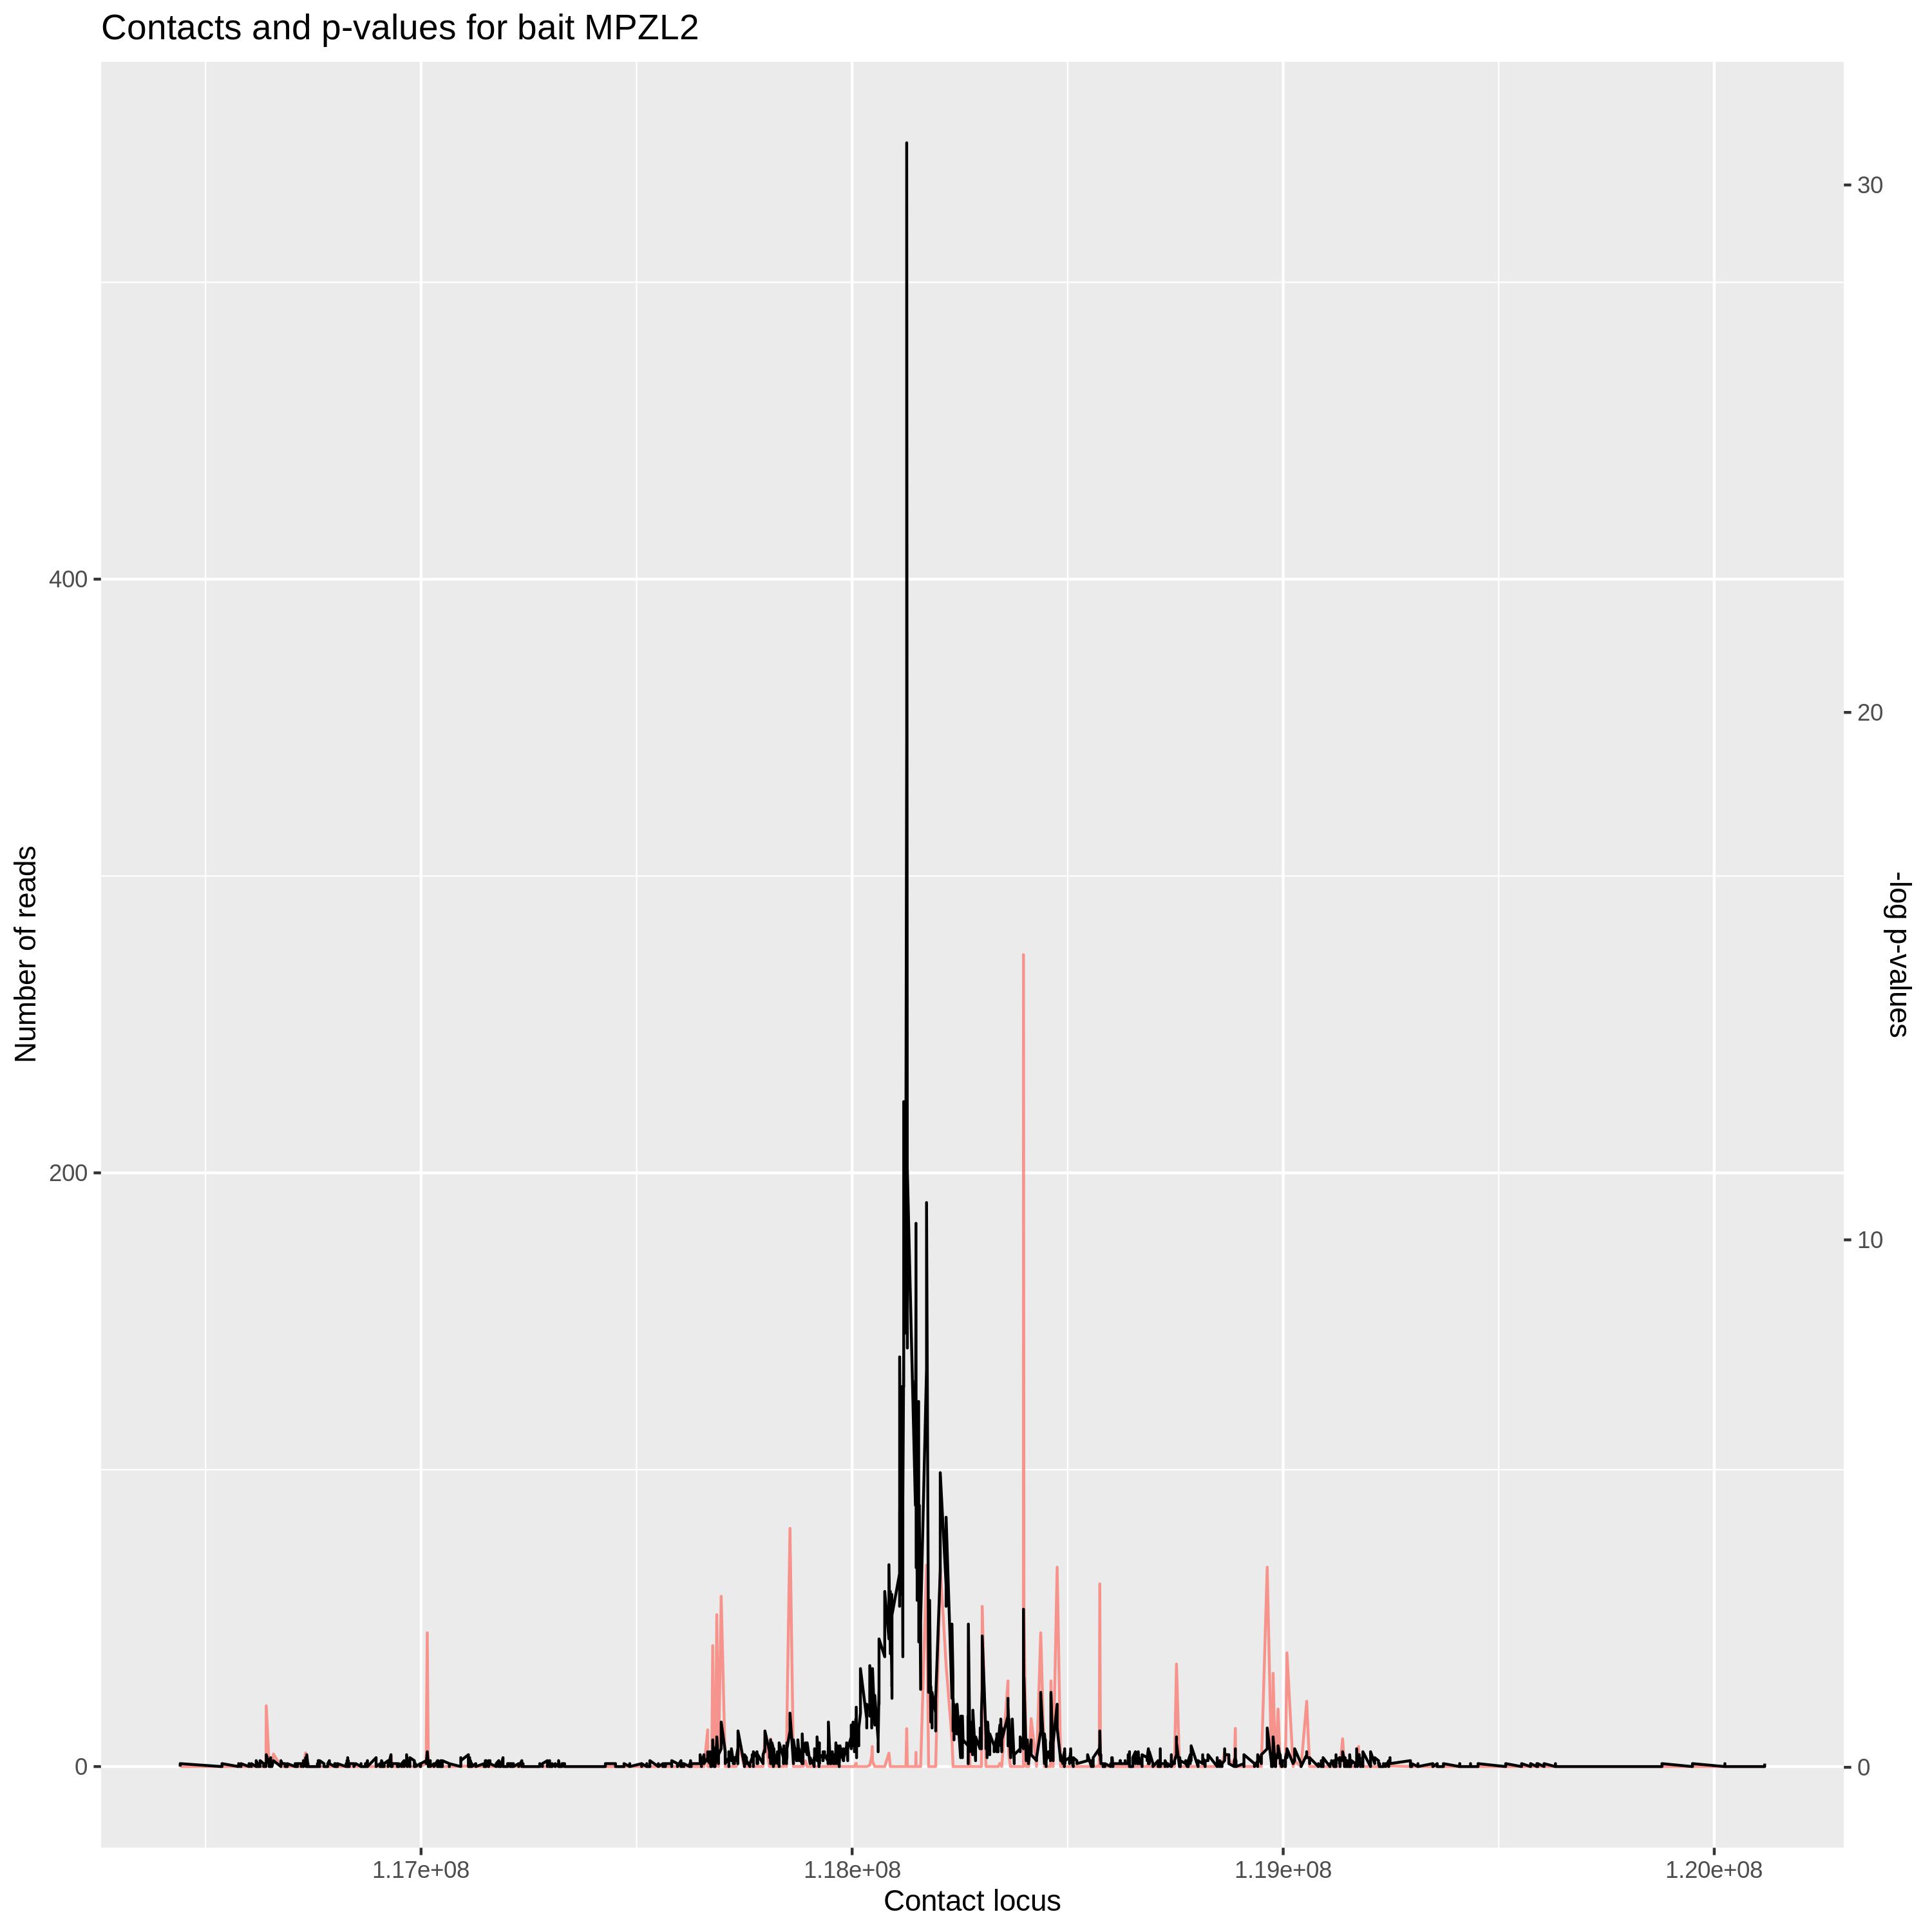 Contacts and p-values for bait MPZL2
Number of reads
400
200
0
30
20
10
0
-log p-values
1.17e+08
1.18e+08
1.19e+08
1.20e+08
Contact locus